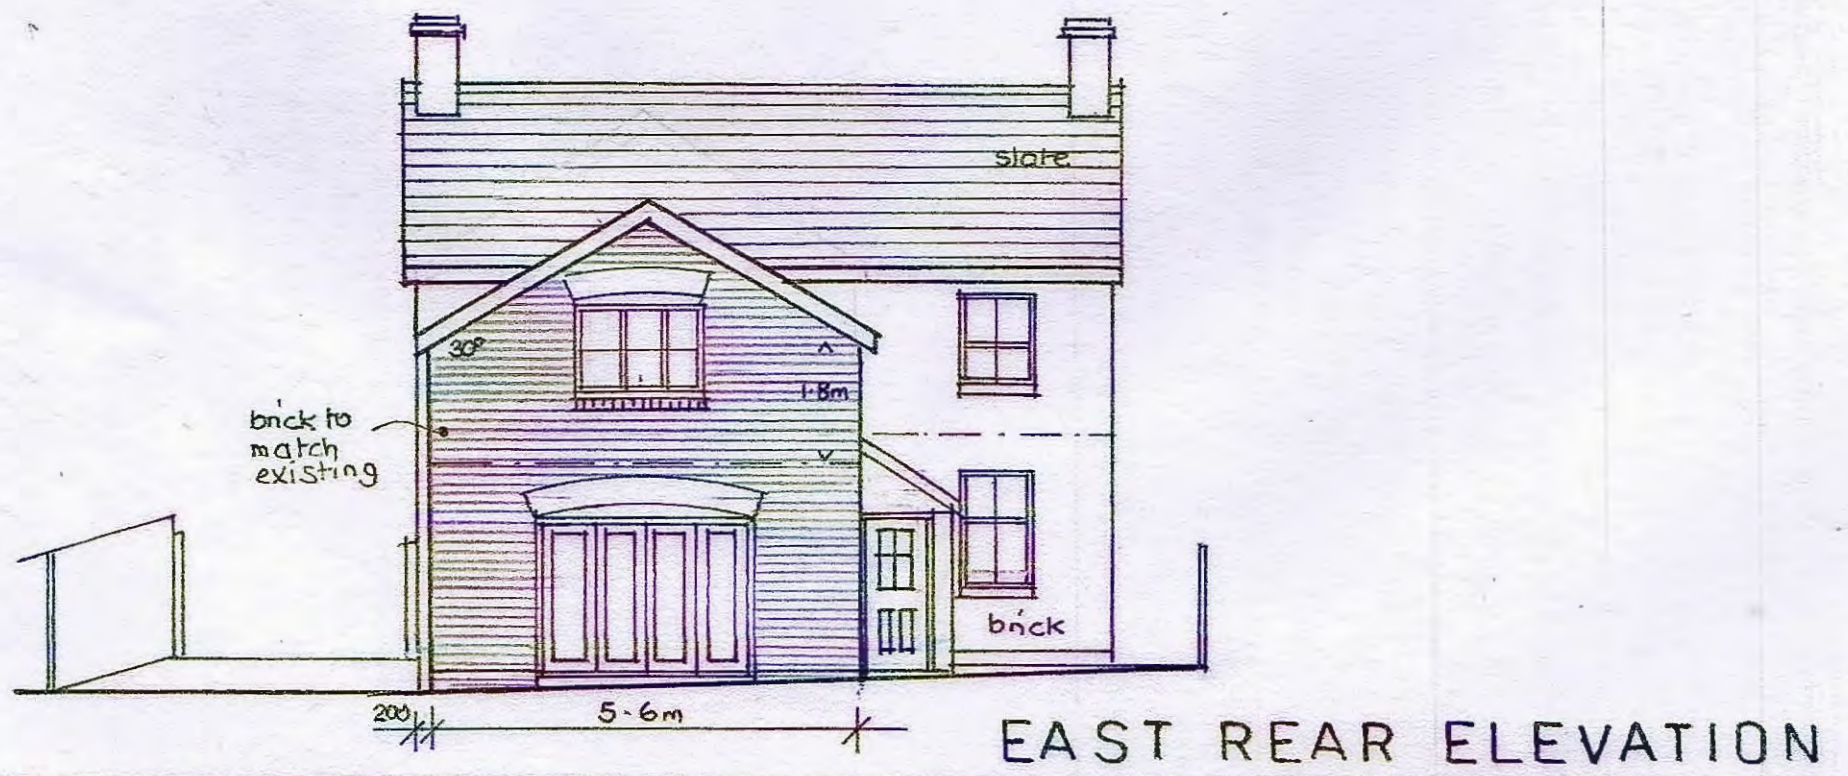 slate
30°
1.8m
brick to
match
existing
brick
200
5.6m
EAST REAR ELEVATION